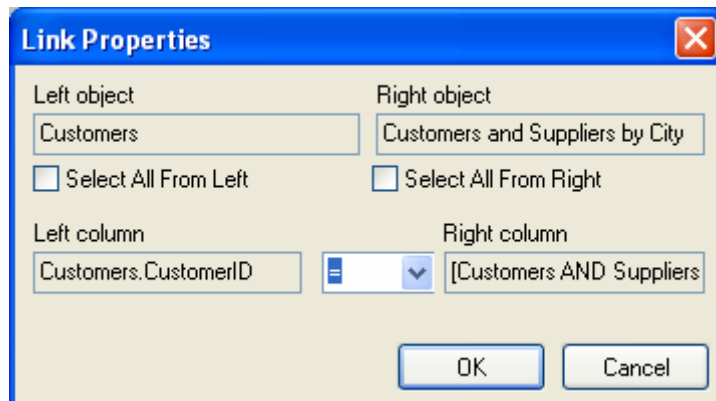 Link Properties
Left object Right object
Customers Customers and Suppliers by City
Select All From Left Select All From Right
Left column Right column
Customers.CustomerID = [Customers AND Suppliers
OK Cancel